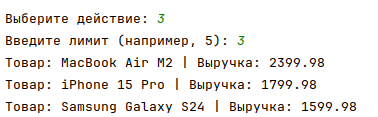 Выберите действие: 3
Введите лимит (например, 5): 3
Товар: MacBook Air M2 | Выручка: 2399.98
Товар: iPhone 15 Pro | Выручка: 1799.98
Товар: Samsung Galaxy S24 | Выручка: 1599.98